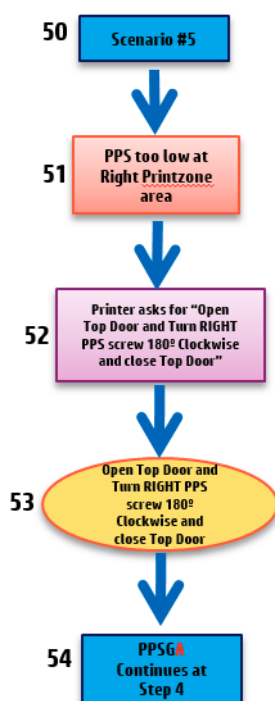 50
Scenario #5
51
PPS too low at
Right Printzone
area
52
Printer asks for “Open
Top Door and Turn RIGHT
PPS screw 180º Clockwise
and close Top Door”
53
Open Top Door and
Turn RIGHT PPS
screw 180º
Clockwise and
close Top Door
54
PPSGA
Continues at
Step 4